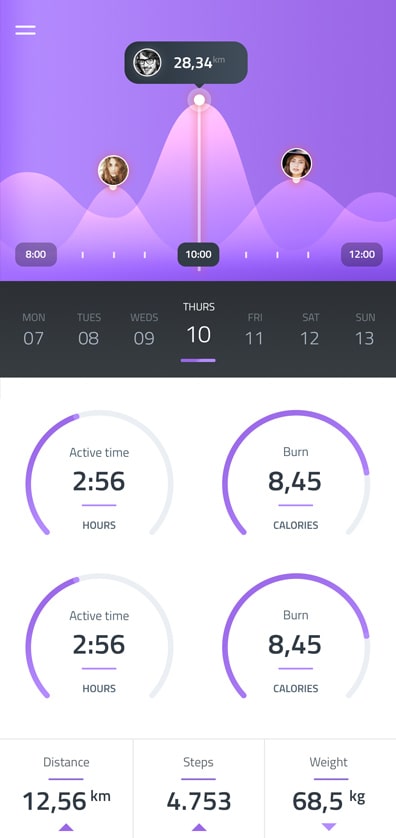 28,34 km
8:00 10:00 12:00
MON TUES WEDS THURS FRI SAT SUN
07 08 09 10 11 12 13
Active time Burn
2:56 8,45
HOURS CALORIES
Active time Burn
2:56 8,45
HOURS CALORIES
Distance Steps Weight
12,56 km 4.753 68,5 kg